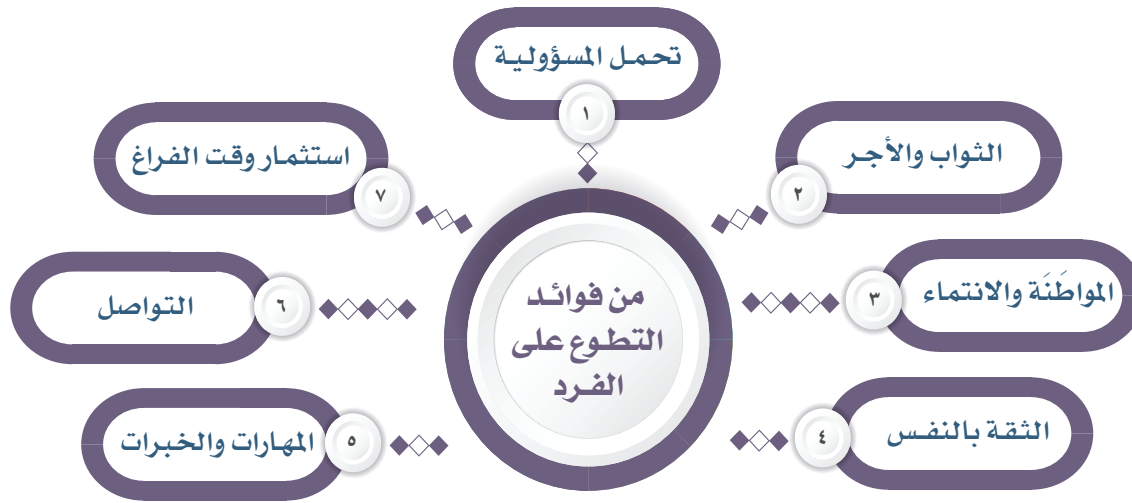 من فوائد
التطوع على
الفرد
١
تحمل المسؤولية
٢
الثواب والأجر
٣
المواطَنَة والانتماء
٤
الثقة بالنفس
٥
المهارات والخبرات
٦
التواصل
٧
استثمار وقت الفراغ